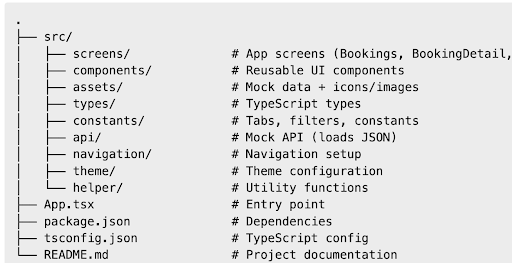 .
├── src/
│   ├── screens/             # App screens (Bookings, BookingDetail,
│   ├── components/          # Reusable UI components
│   ├── assets/              # Mock data + icons/images
│   ├── types/               # TypeScript types
│   ├── constants/           # Tabs, filters, constants
│   ├── api/                 # Mock API (loads JSON)
│   ├── navigation/          # Navigation setup
│   ├── theme/               # Theme configuration
│   └── helper/              # Utility functions
├── App.tsx                  # Entry point
├── package.json             # Dependencies
├── tsconfig.json            # TypeScript config
└── README.md                # Project documentation